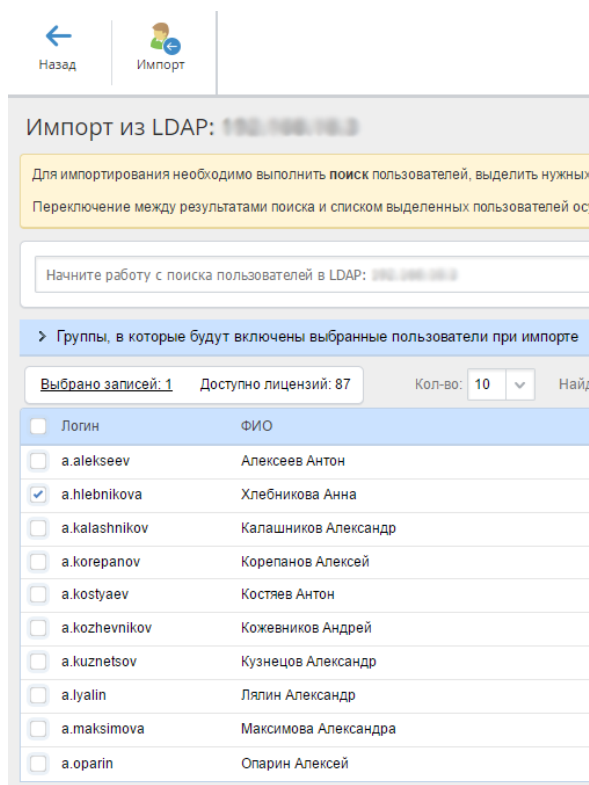 Назад Импорт
Импорт из LDAP:
Для импортирования необходимо выполнить поиск пользователей, выделить нужных
Переключение между результатами поиска и списком выделенных пользователей ос
Начните работу с поиска пользователей в LDAP:
Группы, в которые будут включены выбранные пользователи при импорте
Выбрано записей: 1 Доступно лицензий: 87 Кол-во: 10 Найд
Логин ФИО
a.alekseev Алексеев Антон
a.hlebnikova Хлебникова Анна
a.kalashnikov Калашников Александр
a.korepanov Корепанов Алексей
a.kostyaev Костяев Антон
a.kozhevnikov Кожевников Андрей
a.kuznetsov Кузнецов Александр
a.lyalin Лялин Александр
a.maksimova Максимова Александра
a.oparin Опарин Алексей